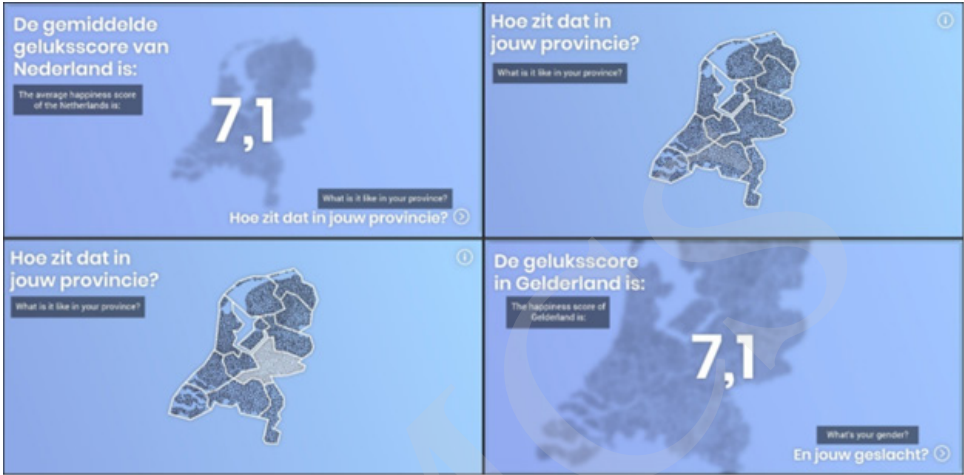 De gemiddelde
geluksscore van
Nederland is:
The average happiness score
of the Netherlands is:
7,1
What is it like in your province?
Hoe zit dat in jouw provincie?
Hoe zit dat in
jouw provincie?
What is it like in your province?
Hoe zit dat in
jouw provincie?
What is it like in your province?
De geluksscore
in Gelderland is:
The happiness score of
Gelderland is:
7,1
What's your gender?
En jouw geslacht?